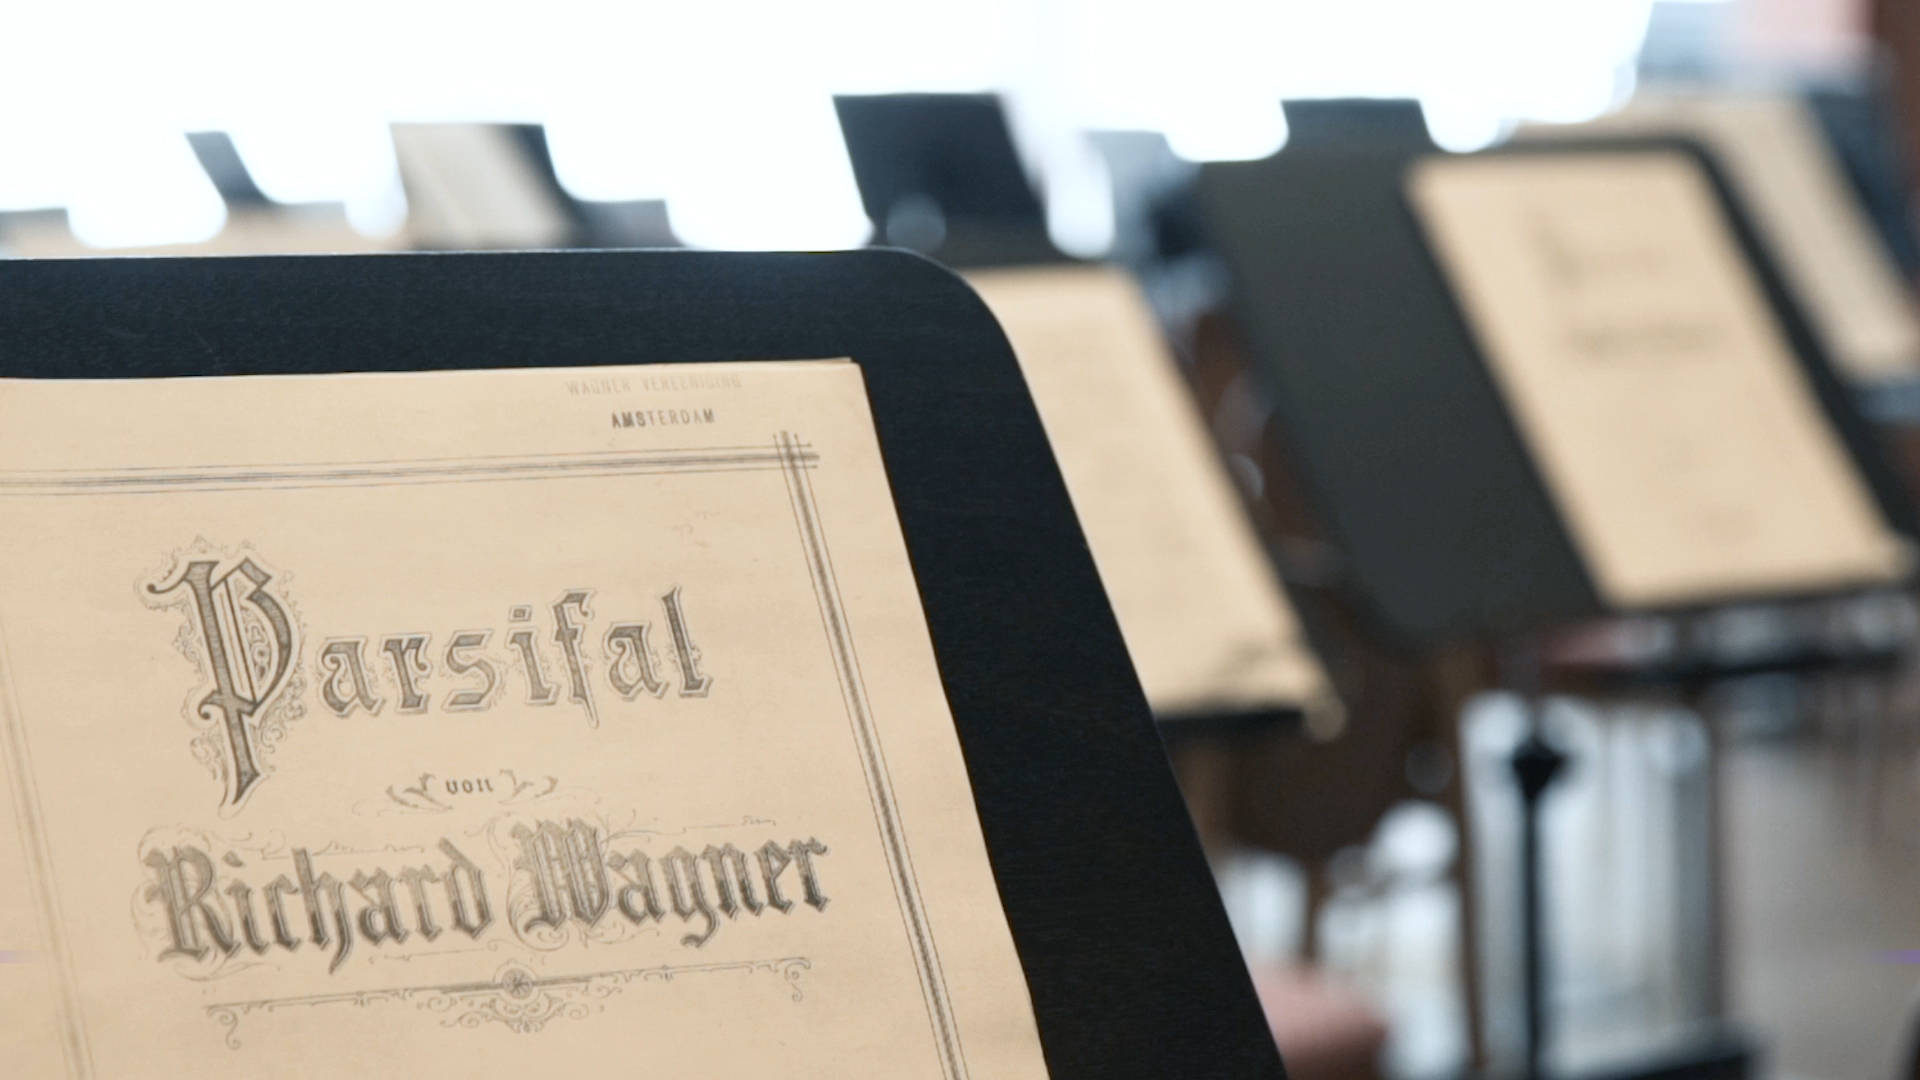 WAGNER VEREENIGING
AMSTERDAM
Parsifal
von
Richard Wagner